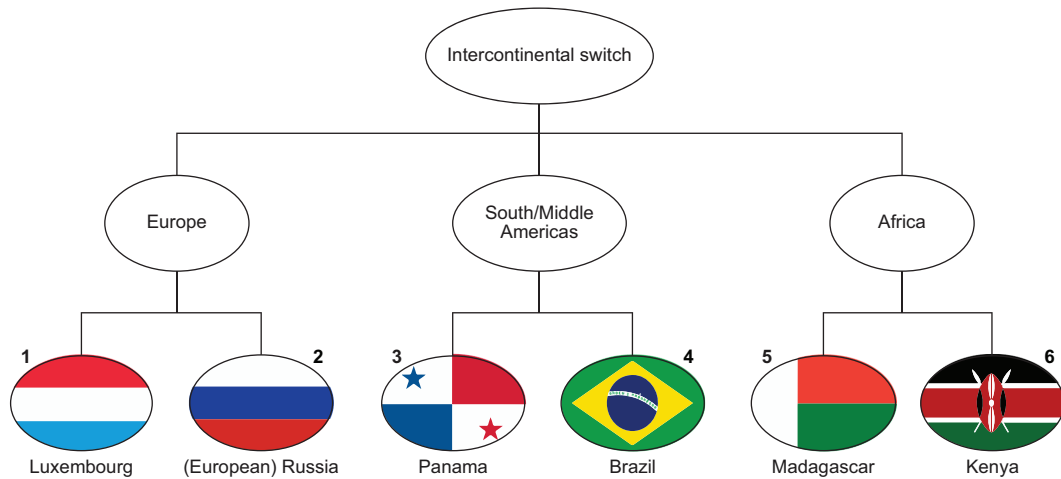 Intercontinental switch
Europe
South/Middle
Americas
Africa
1
2
3
4
5
6
Luxembourg
(European) Russia
Panama
Brazil
Madagascar
Kenya